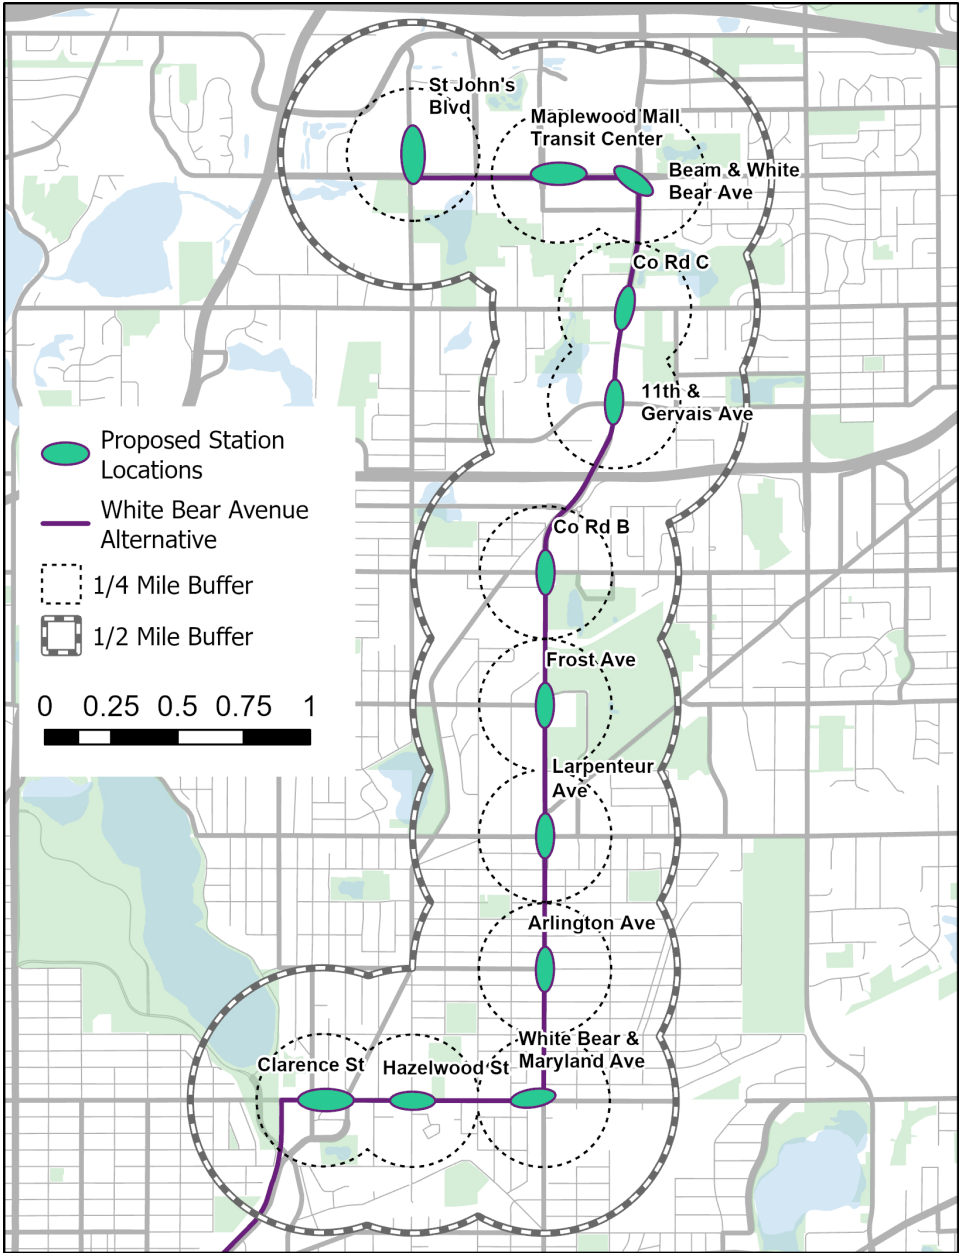 St John's
Blvd
Maplewood Mall
Transit Center
Beam & White
Bear Ave
Co Rd C
11th &
Gervais Ave
Proposed Station
Locations
White Bear Avenue
Alternative
1/4 Mile Buffer
1/2 Mile Buffer
0 0.25 0.5 0.75 1
Co Rd B
Frost Ave
Larpenteur
Ave
Arlington Ave
White Bear &
Maryland Ave
Clarence St
Hazelwood St